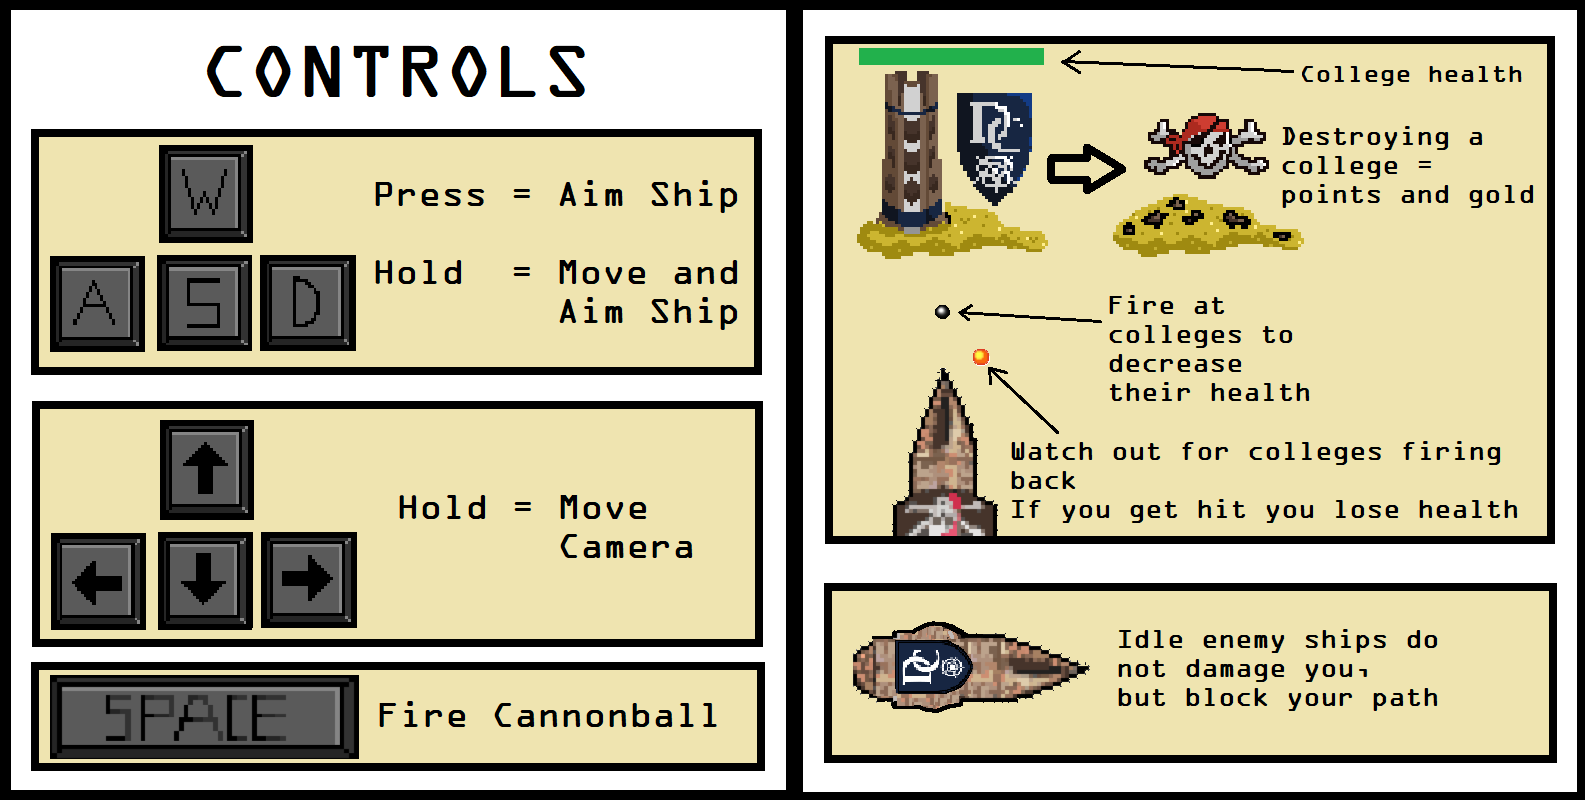 CONTROLS
W
Press = Aim Ship
A S D
Hold = Move and
Aim Ship
Hold = Move
Camera
SPACE
Fire Cannonball
College health
DC
Destroying a
college =
points and gold
Fire at
colleges to
decrease
their health
Watch out for colleges firing
back
If you get hit you lose health
DC
Idle enemy ships do
not damage you,
but block your path